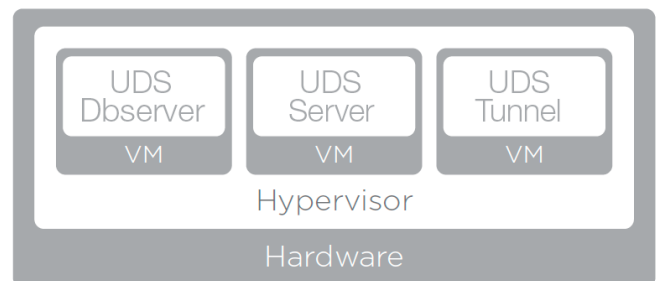 UDS
Dbserver
VM
UDS
Server
VM
UDS
Tunnel
VM
Hypervisor
Hardware